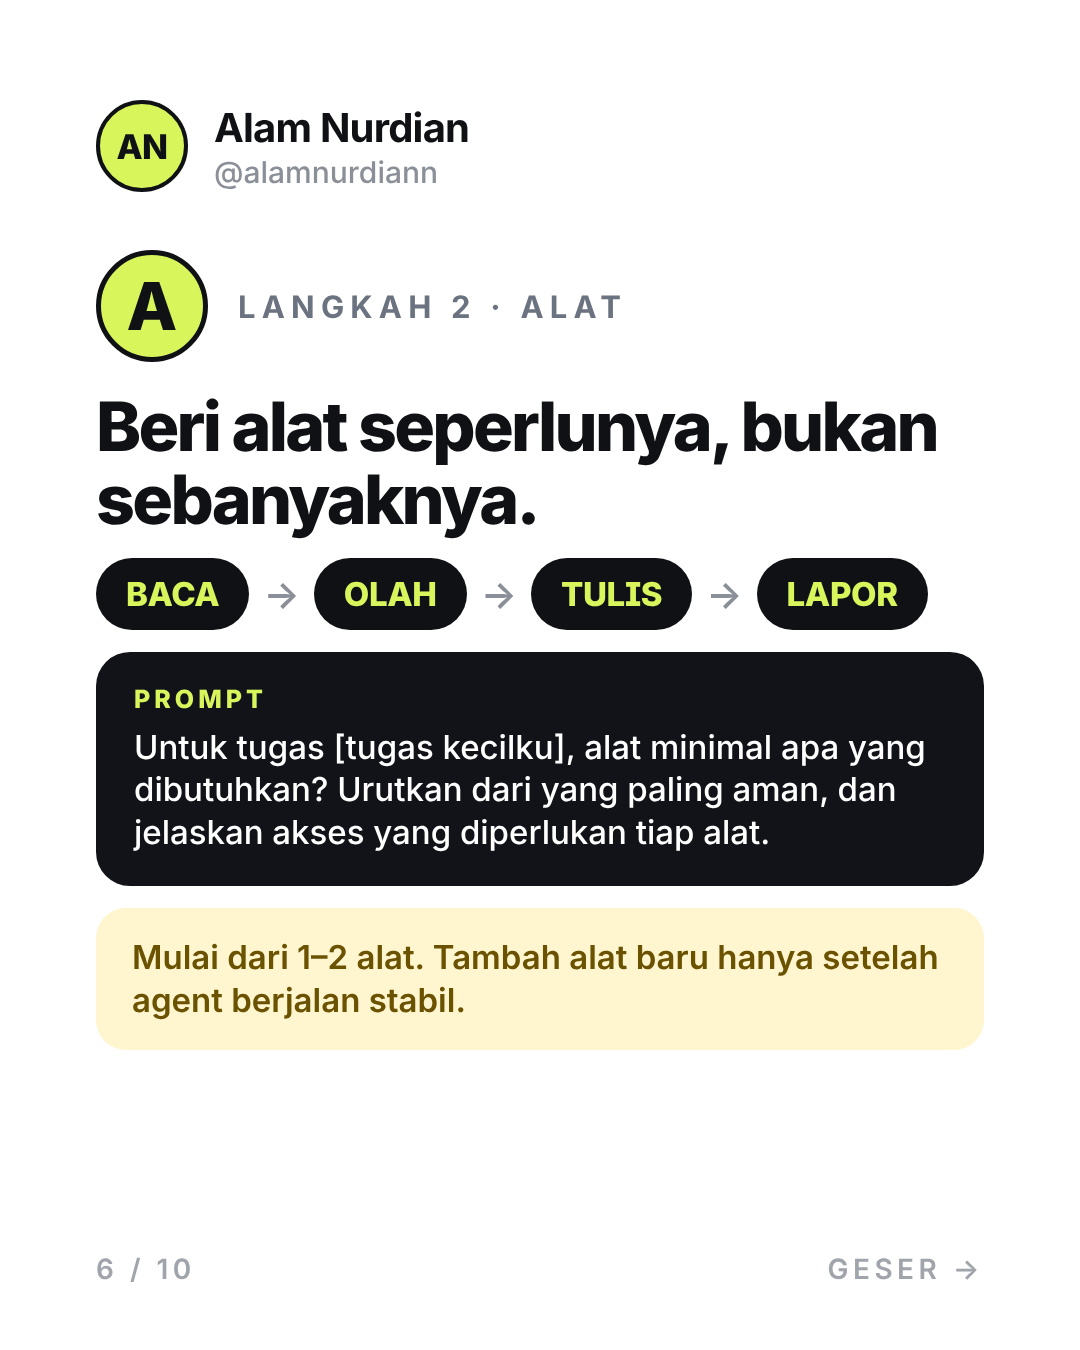 AN
Alam Nurdian
@alamnurdiann
A
LANGKAH 2 · ALAT
Beri alat seperlunya, bukan
sebanyaknya.
BACA → OLAH → TULIS → LAPOR
PROMPT
Untuk tugas [tugas kecilku], alat minimal apa yang
dibutuhkan? Urutkan dari yang paling aman, dan
jelaskan akses yang diperlukan tiap alat.
Mulai dari 1–2 alat. Tambah alat baru hanya setelah
agent berjalan stabil.
6 / 10
GESER →